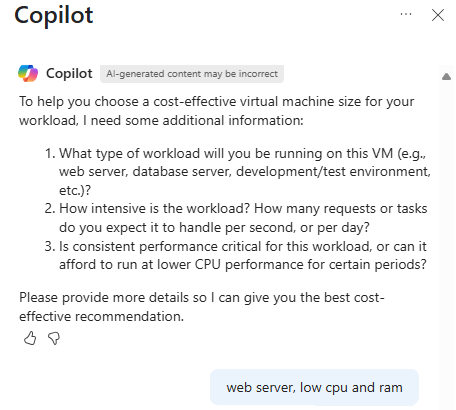 Copilot
Copilot AI-generated content may be incorrect
To help you choose a cost-effective virtual machine size for your
workload, I need some additional information:
1. What type of workload will you be running on this VM (e.g.,
web server, database server, development/test environment,
etc.)?
2. How intensive is the workload? How many requests or tasks
do you expect it to handle per second, or per day?
3. Is consistent performance critical for this workload, or can it
afford to run at lower CPU performance for certain periods?
Please provide more details so I can give you the best cost-
effective recommendation.
web server, low cpu and ram